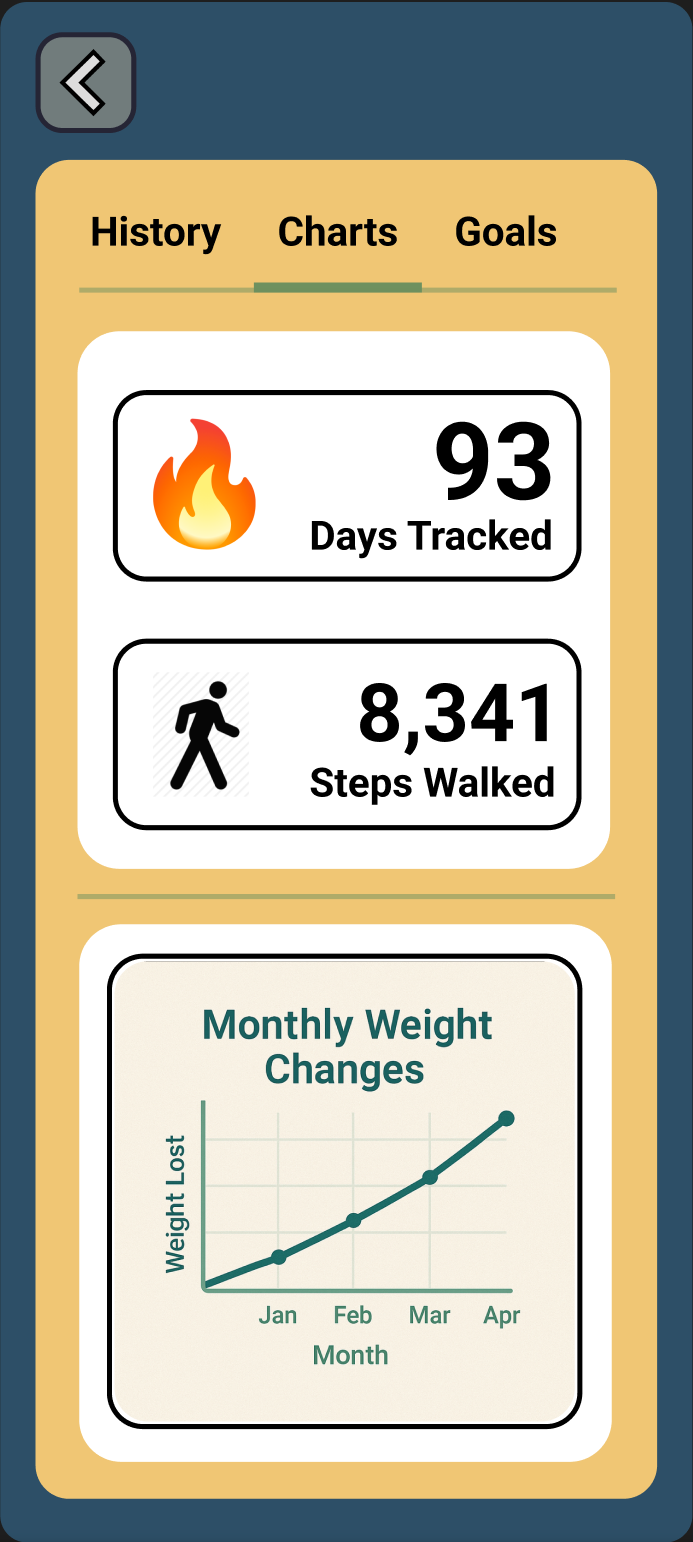 History Charts Goals
93
Days Tracked
8,341
Steps Walked
Monthly Weight
Changes
Weight Lost
Jan Feb Mar Apr
Month